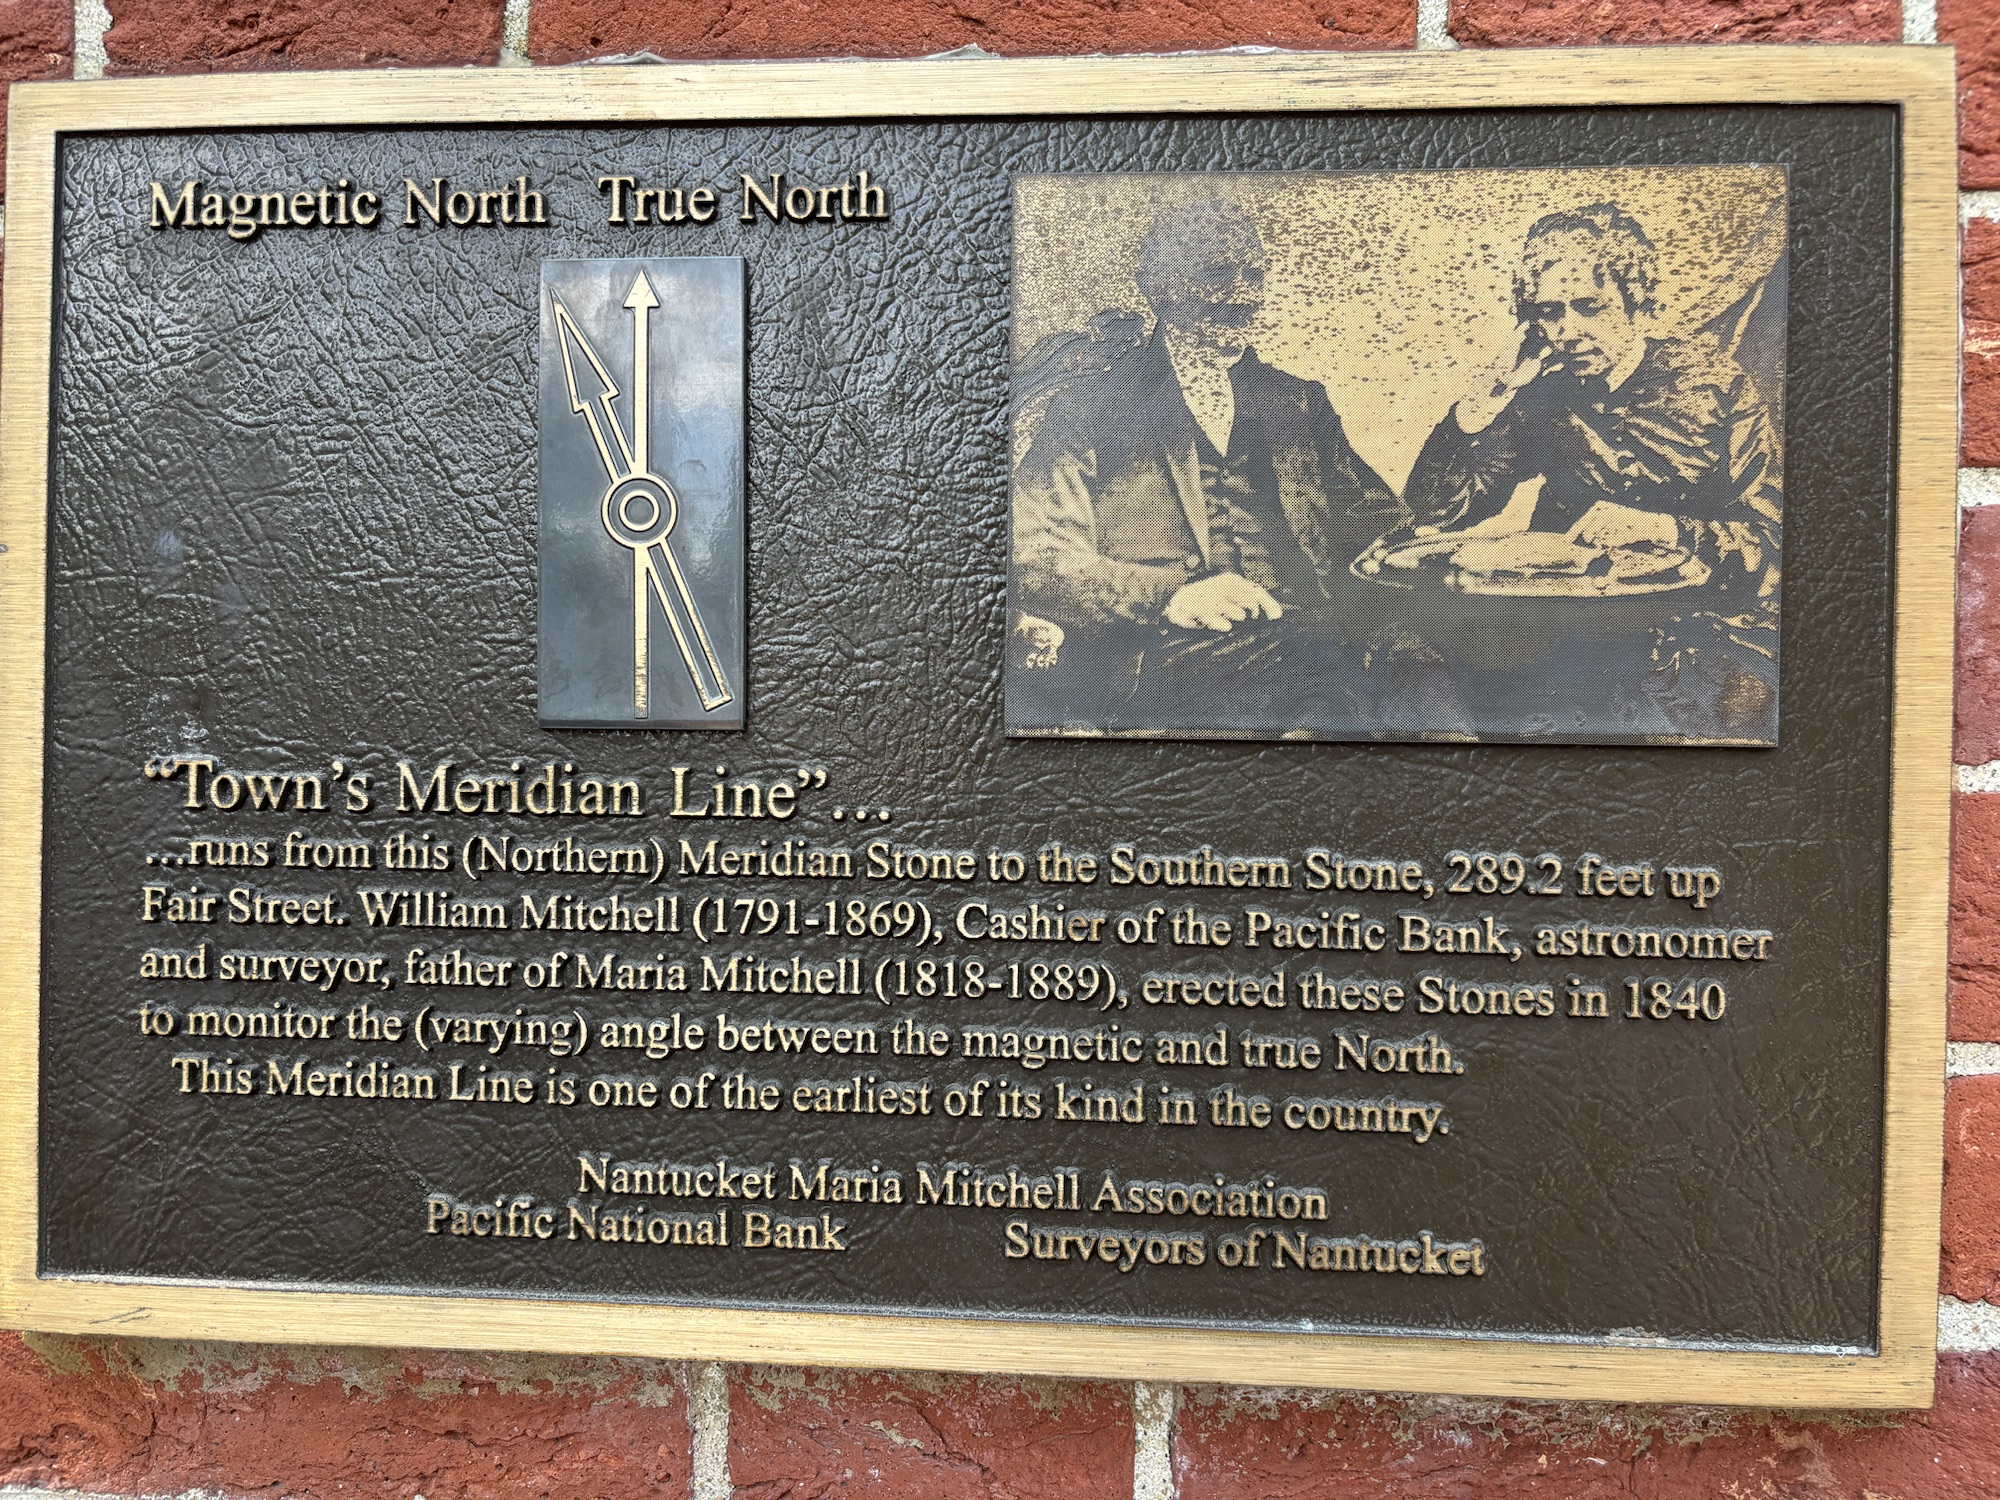 Magnetic North True North
“Town’s Meridian Line”...
...runs from this (Northern) Meridian Stone to the Southern Stone, 289.2 feet up
Fair Street. William Mitchell (1791-1869), Cashier of the Pacific Bank, astronomer
and surveyor, father of Maria Mitchell (1818-1889), erected these Stones in 1840
to monitor the (varying) angle between the magnetic and true North.
This Meridian Line is one of the earliest of its kind in the country.
Nantucket Maria Mitchell Association
Pacific National Bank Surveyors of Nantucket